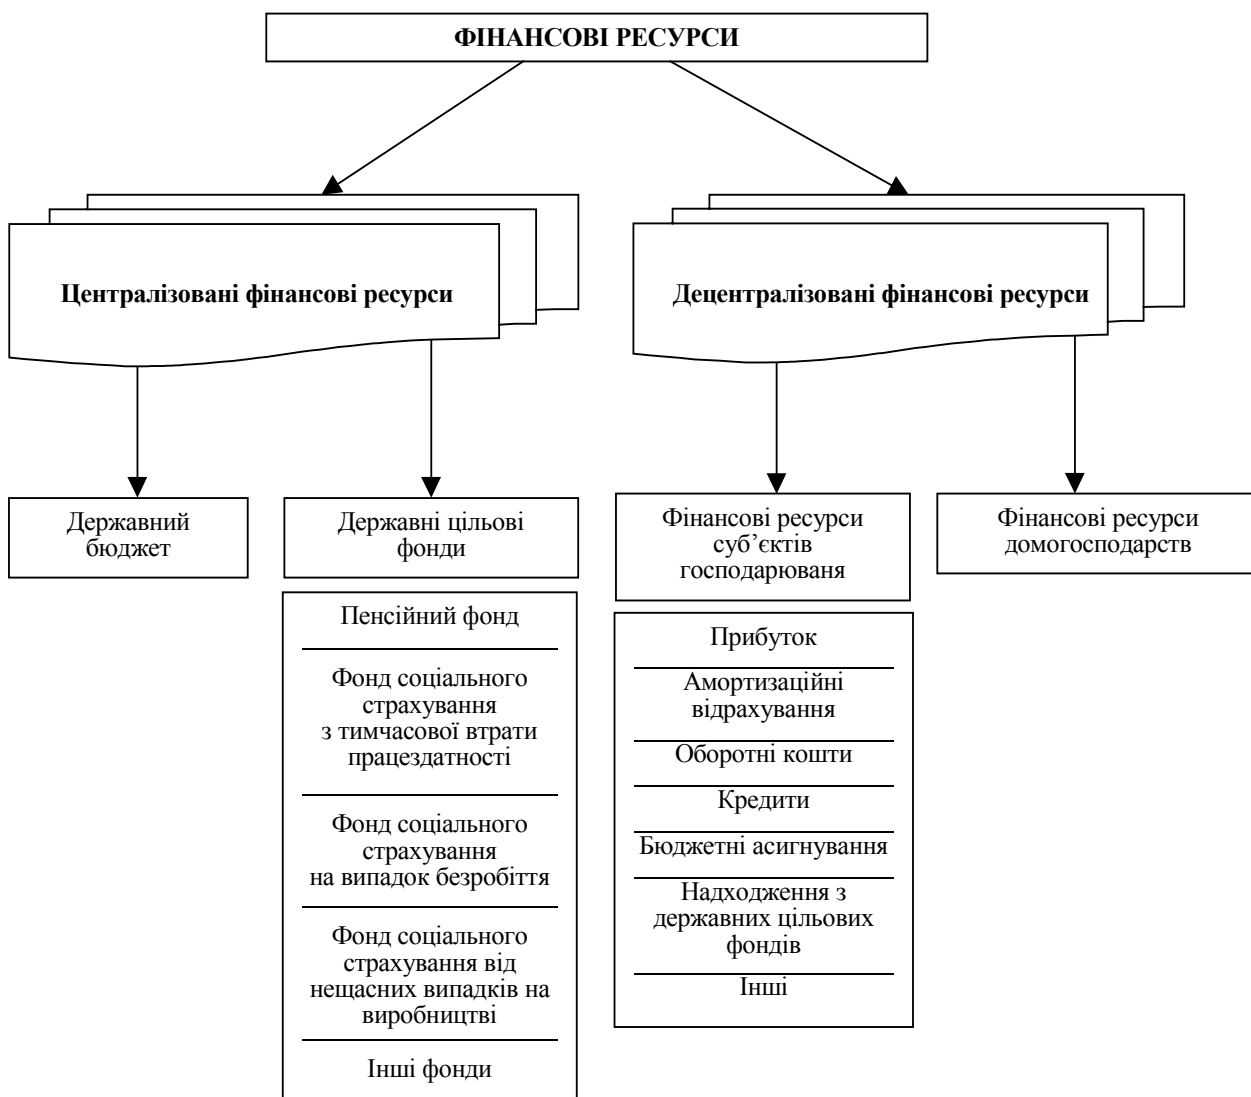 ФІНАНСОВІ РЕСУРСИ
Централізовані фінансові ресурси
Децентралізовані фінансові ресурси
Державний
бюджет
Державні цільові
фонди
Фінансові ресурси
суб’єктів
господарюваня
Фінансові ресурси
домогосподарств
Пенсійний фонд
Фонд соціального
страхування
з тимчасової втрати
працездатності
Фонд соціального
страхування
на випадок безробіття
Фонд соціального
страхування від
нещасних випадків на
виробництві
Інші фонди
Прибуток
Амортизаційні
відрахування
Оборотні кошти
Кредити
Бюджетні асигнування
Надходження з
державних цільових
фондів
Інші